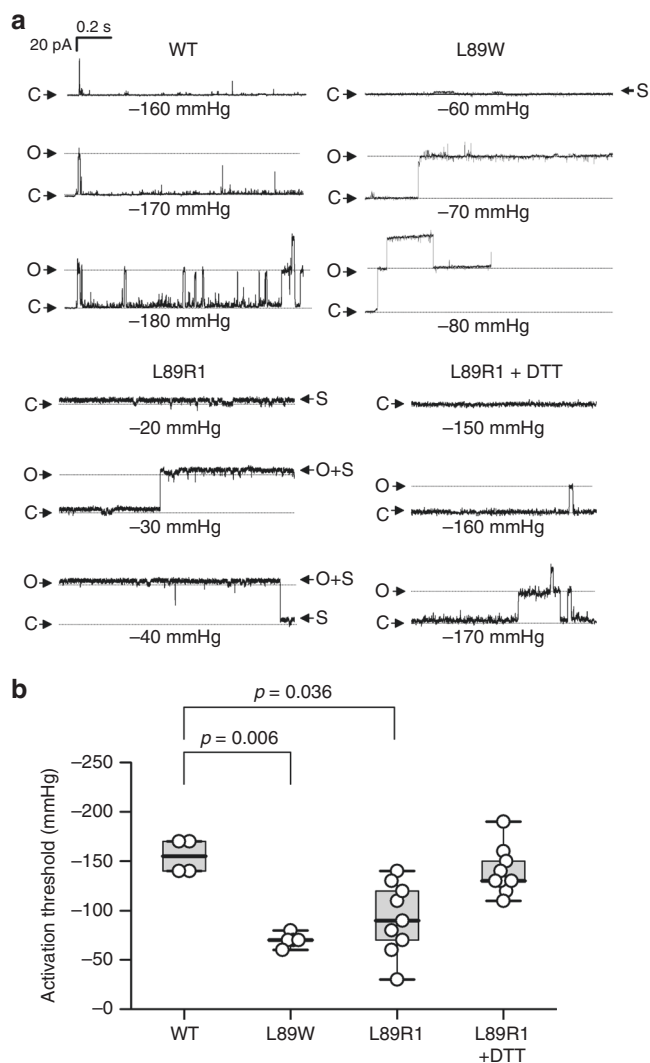 a
0.2 s
20 pA
WT
L89W
C
–160 mmHg
C
–60 mmHg
S
O
C
–170 mmHg
O
C
–70 mmHg
O
C
–180 mmHg
O
C
–80 mmHg
L89R1
L89R1 + DTT
C
S
–20 mmHg
C
–150 mmHg
O
O+S
C
–30 mmHg
O
C
–160 mmHg
O
O+S
C
S
–40 mmHg
O
C
–170 mmHg
b
p = 0.036
p = 0.006
Activation threshold (mmHg)
–250
–200
–150
–100
–50
–0
WT
L89W
L89R1
L89R1
+DTT